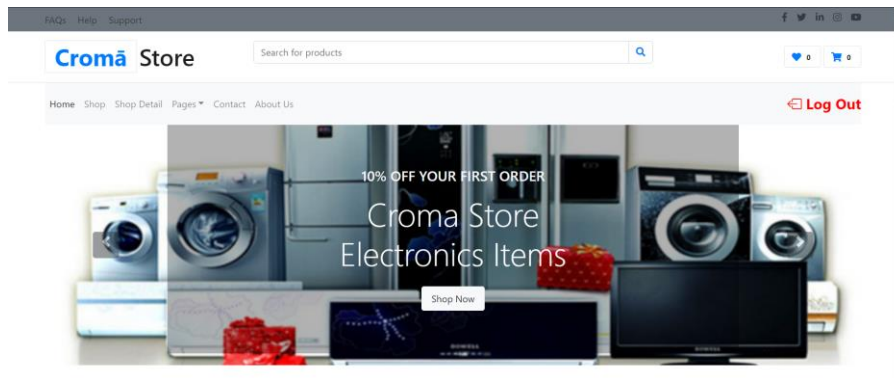 FAQs Help Support
Cromā Store
Search for products
0 0
Home Shop Shop Detail Pages Contact About Us
Log Out
10% OFF YOUR FIRST ORDER
Croma Store
Electronics Items
Shop Now